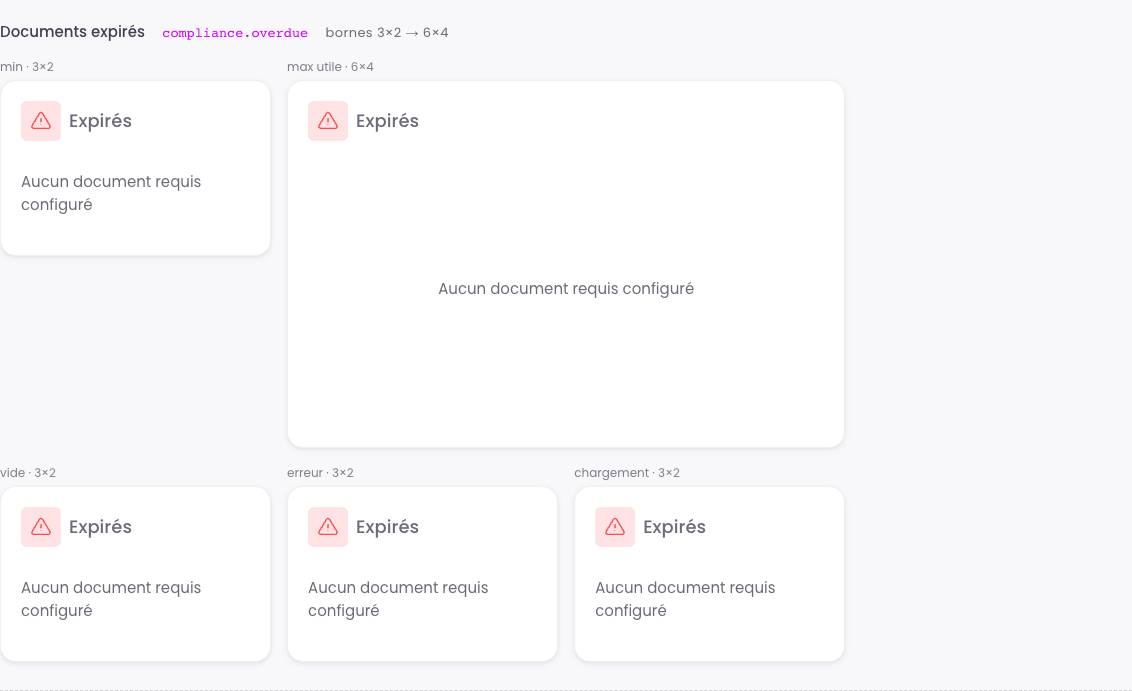 Documents expirés compliance.overdue bornes 3×2 → 6×4
min · 3×2
max utile · 6×4
Expirés
Aucun document requis
configuré
Expirés
Aucun document requis configuré
vide · 3×2
erreur · 3×2
chargement · 3×2
Expirés
Aucun document requis
configuré
Expirés
Aucun document requis
configuré
Expirés
Aucun document requis
configuré